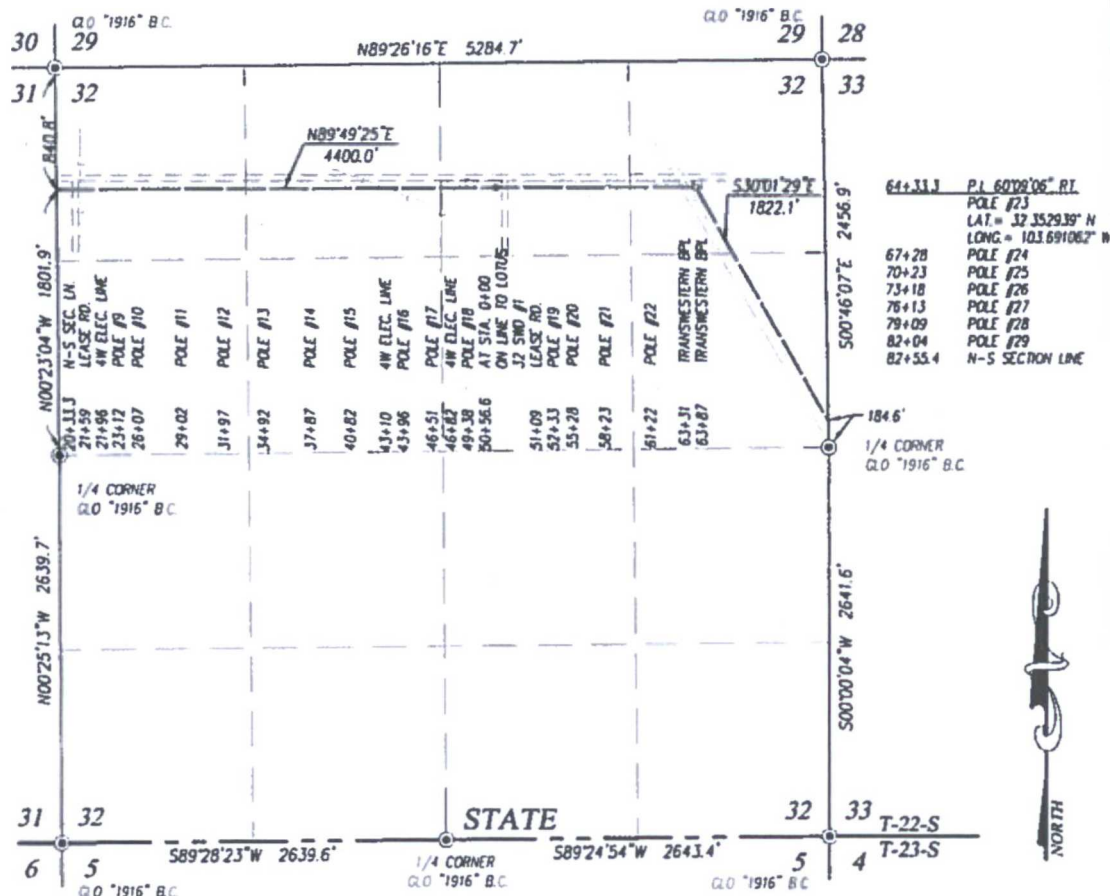 GLO "1916" B.C.
GLO "1916" B.C.
30 29
29 28
N89°26'16"E 5284.7'
31 32
32 33
840.8'
N89°49'25"E
4400.0'
S30°01'29"E
1822.1'
N00°23'04"W 1801.9'
S00°46'07"E 2456.9'
64+33.3 P.I. 60°09'06" RT.
POLE #23
LAT.= 32.352939° N
LONG.= 103.691062° W
67+28 POLE #24
70+23 POLE #25
73+18 POLE #26
76+13 POLE #27
79+09 POLE #28
82+04 POLE #29
82+55.4 N-S SECTION LINE
20+33.3 N-S SEC. LN.
21+59 LEASE RD.
21+96 4W ELEC. LINE
23+12 POLE #9
26+07 POLE #10
29+02 POLE #11
31+97 POLE #12
34+92 POLE #13
37+87 POLE #14
40+82 POLE #15
43+10 4W ELEC. LINE
43+96 POLE #16
46+51 POLE #17
46+82 4W ELEC. LINE
49+38 POLE #18
50+56.6 AT STA. 0+00
ON LINE TO LOTUS
32 SWD #1
51+09 LEASE RD.
52+33 POLE #19
55+28 POLE #20
58+23 POLE #21
61+22 POLE #22
63+31 TRANSWESTERN BPL
63+87 TRANSWESTERN BPL
184.6'
1/4 CORNER
GLO "1916" B.C.
1/4 CORNER
GLO "1916" B.C.
N00°25'13"W 2639.7'
S00°00'04"W 2641.6'
NORTH
31 32
STATE
32 33
T-22-S
T-23-S
6 5
S89°28'23"W 2639.6'
1/4 CORNER
GLO "1916" B.C.
S89°24'54"W 2643.4'
5 4
GLO "1916" B.C.
GLO "1916" B.C.